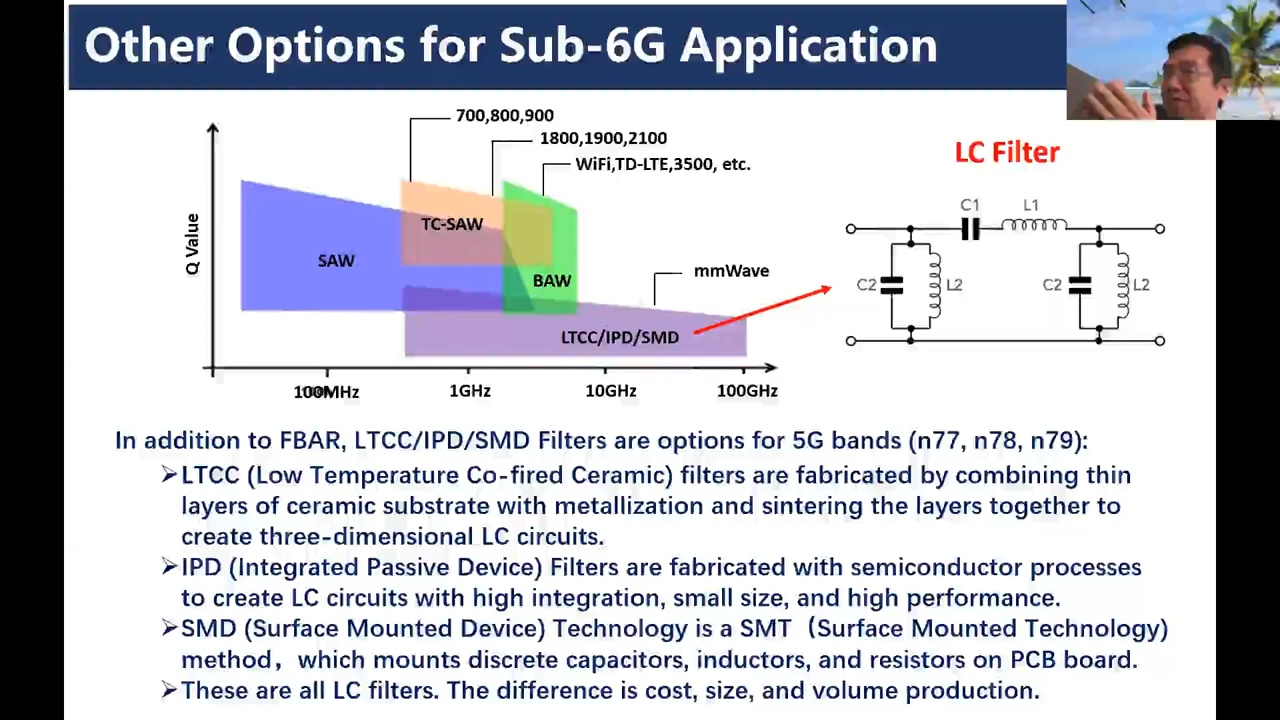 Other Options for Sub-6G Application
700,800,900
1800,1900,2100
WiFi,TD-LTE,3500, etc.
LC Filter
Q Value
SAW
TC-SAW
BAW
mmWave
LTCC/IPD/SMD
C1
L1
C2
L2
C2
L2
100MHz
1GHz
10GHz
100GHz
In addition to FBAR, LTCC/IPD/SMD Filters are options for 5G bands (n77, n78, n79):
➢LTCC (Low Temperature Co-fired Ceramic) filters are fabricated by combining thin
layers of ceramic substrate with metallization and sintering the layers together to
create three-dimensional LC circuits.
➢IPD (Integrated Passive Device) Filters are fabricated with semiconductor processes
to create LC circuits with high integration, small size, and high performance.
➢SMD (Surface Mounted Device) Technology is a SMT（Surface Mounted Technology)
method，which mounts discrete capacitors, inductors, and resistors on PCB board.
➢These are all LC filters. The difference is cost, size, and volume production.